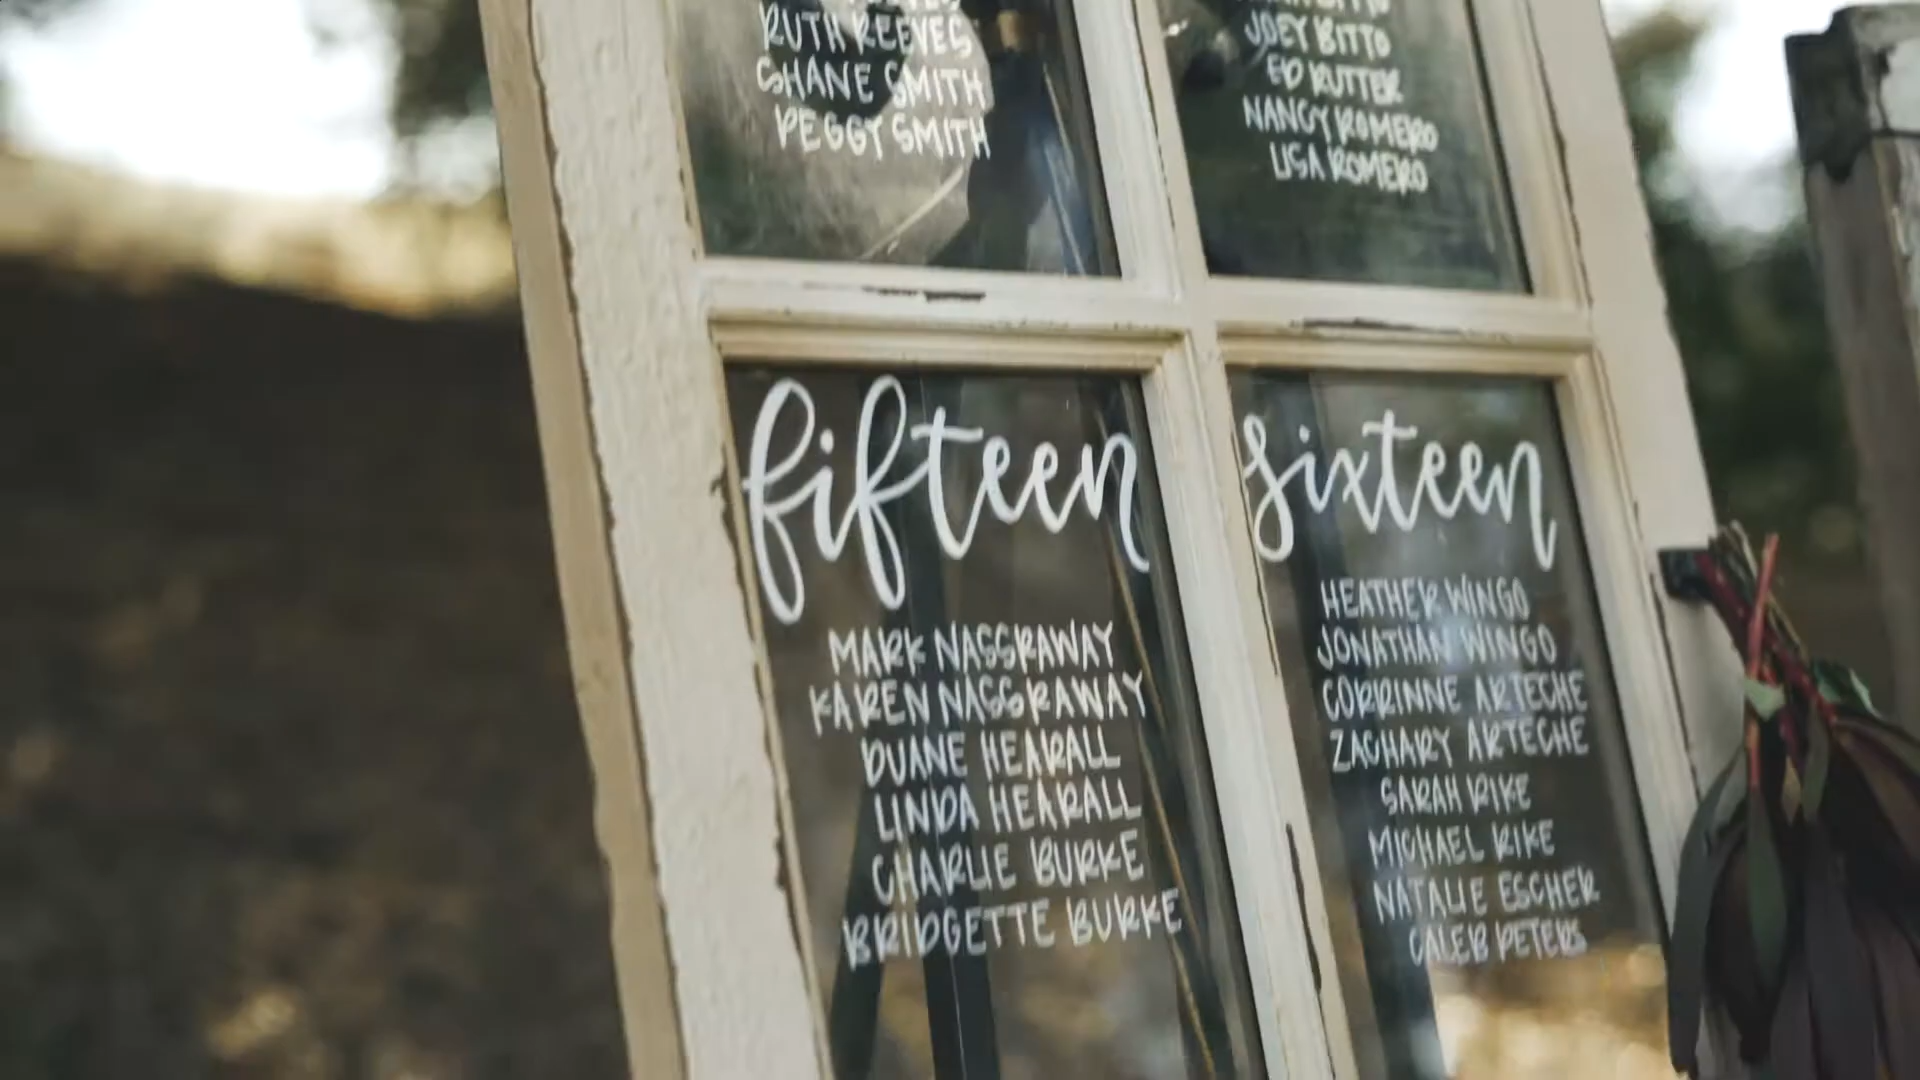 RUTH REEVES
SHANE SMITH
PEGGY SMITH
JOEY BITTO
ED RUTTER
NANCY ROMERO
LISA ROMERO
fifteen
MARK NASSRAWAY
KAREN NASSRAWAY
DUANE HEARALL
LINDA HEARALL
CHARLIE BURKE
BRIDGETTE BURKE
sixteen
HEATHER WINGO
JONATHAN WINGO
CORRINNE ARTECHE
ZACHARY ARTECHE
SARAH RIKE
MICHAEL RIKE
NATALIE ESCHER
CALEB PETERS